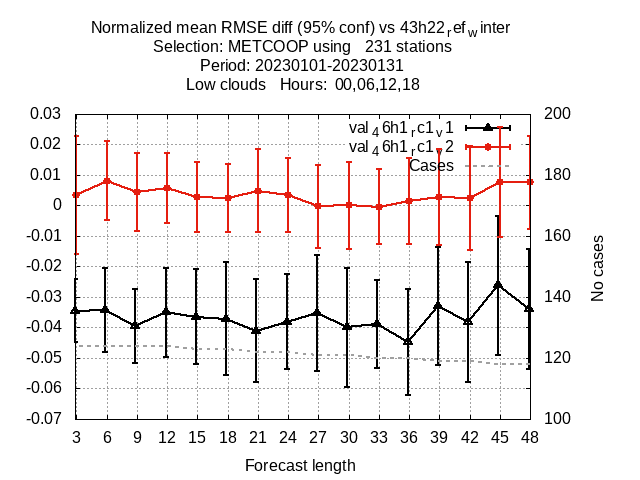 Normalized mean RMSE diff (95% conf) vs 43h22ref_winter
Selection: METCOOP using 231 stations
Period: 20230101-20230131
Low clouds Hours: 00,06,12,18
val46h1rc1v1
val46h1rc1v2
Cases
0.03
0.02
0.01
0
-0.01
-0.02
-0.03
-0.04
-0.05
-0.06
-0.07
200
180
160
140
120
100
No cases
3 6 9 12 15 18 21 24 27 30 33 36 39 42 45 48
Forecast length